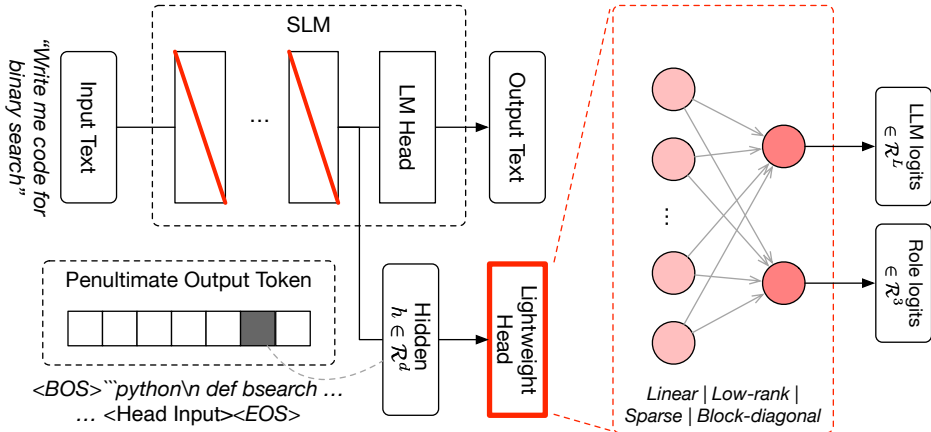 "Write me code for
binary search"
Input Text
SLM
...
LM Head
Output Text
Penultimate Output Token
<BOS>```python\n def bsearch ...
... <Head Input><EOS>
Hidden
h ∈ ℛ^d
Lightweight
Head
...
Linear | Low-rank |
Sparse | Block-diagonal
LLM logits
∈ ℛ^L
Role logits
∈ ℛ^3